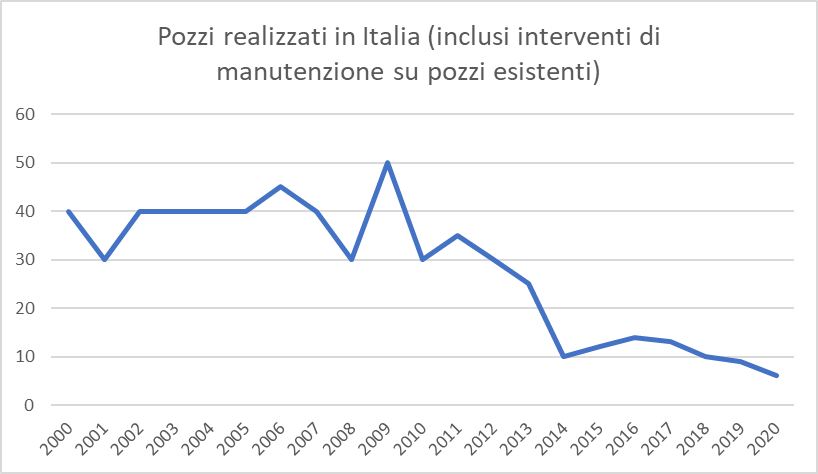 Pozzi realizzati in Italia (inclusi interventi di
manutenzione su pozzi esistenti)
60
50
40
30
20
10
0
2000 2001 2002 2003 2004 2005 2006 2007 2008 2009 2010 2011 2012 2013 2014 2015 2016 2017 2018 2019 2020